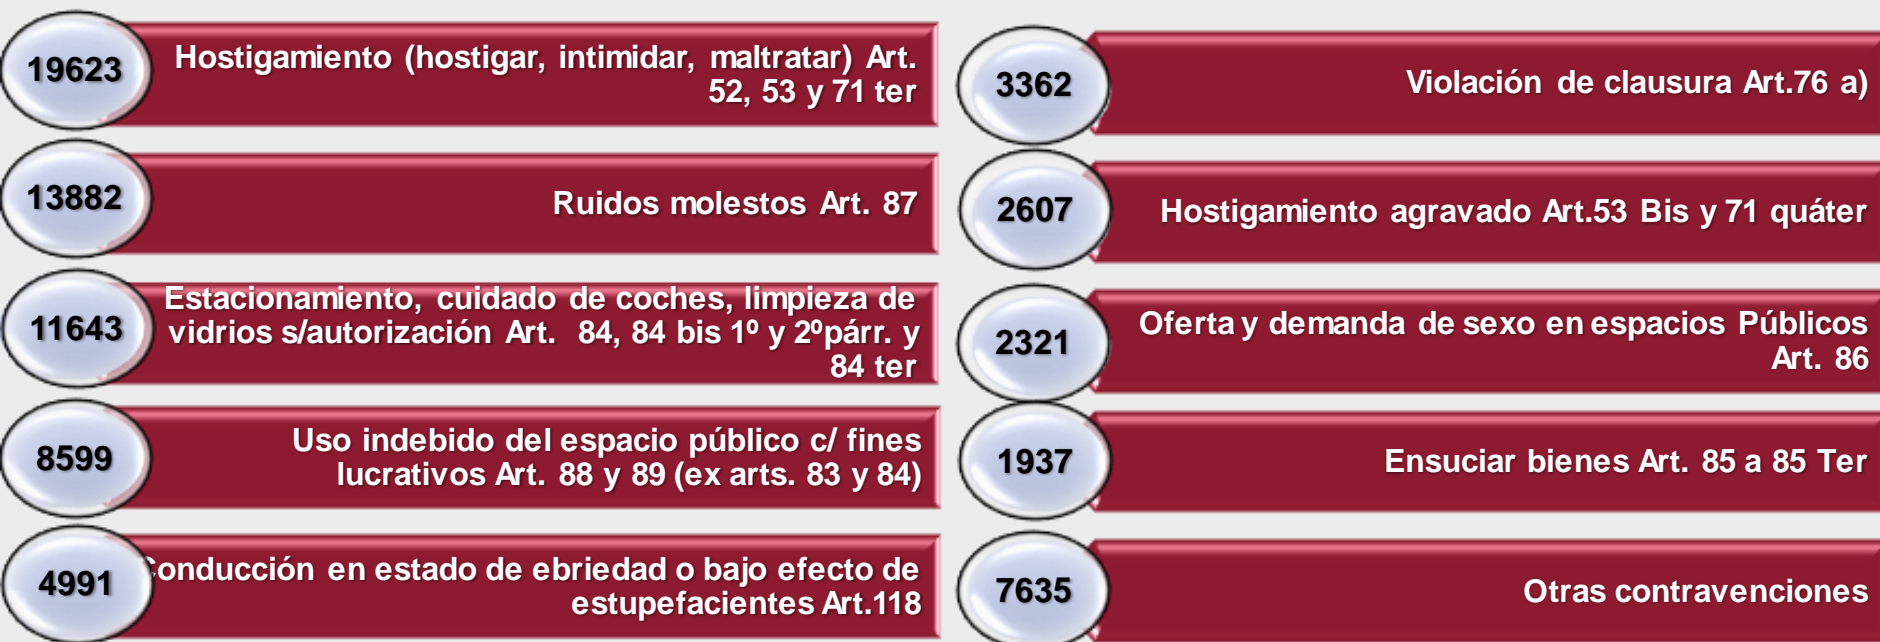 19623
Hostigamiento (hostigar, intimidar, maltratar) Art.
52, 53 y 71 ter
13882
Ruidos molestos Art. 87
11643
Estacionamiento, cuidado de coches, limpieza de
vidrios s/autorización Art. 84, 84 bis 1º y 2ºpárr. y
84 ter
8599
Uso indebido del espacio público c/ fines
lucrativos Art. 88 y 89 (ex arts. 83 y 84)
4991
Conducción en estado de ebriedad o bajo efecto de
estupefacientes Art.118
3362
Violación de clausura Art.76 a)
2607
Hostigamiento agravado Art.53 Bis y 71 quáter
2321
Oferta y demanda de sexo en espacios Públicos
Art. 86
1937
Ensuciar bienes Art. 85 a 85 Ter
7635
Otras contravenciones